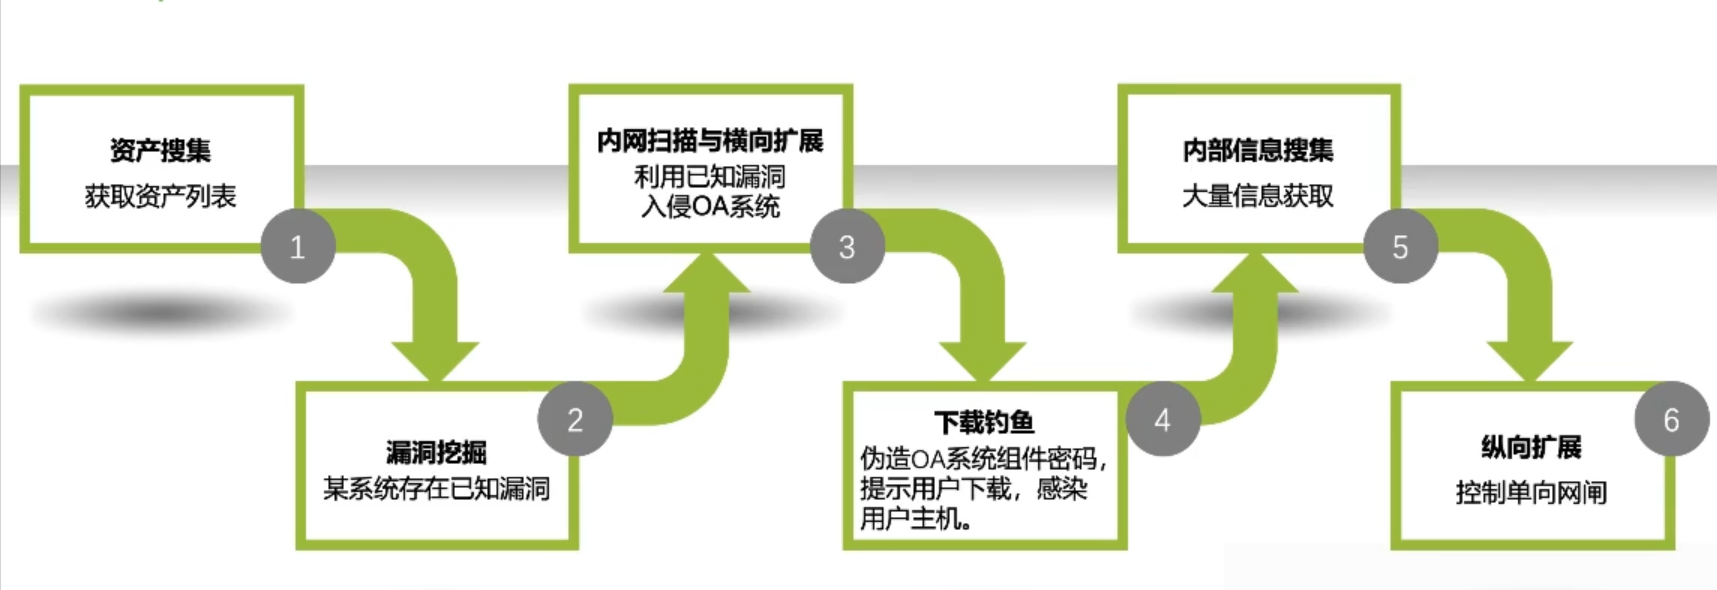 资产搜集
获取资产列表
1
漏洞挖掘
某系统存在已知漏洞
2
内网扫描与横向扩展
利用已知漏洞
入侵OA系统
3
下载钓鱼
伪造OA系统组件密码，
提示用户下载，感染
用户主机。
4
内部信息搜集
大量信息获取
5
纵向扩展
控制单向网闸
6